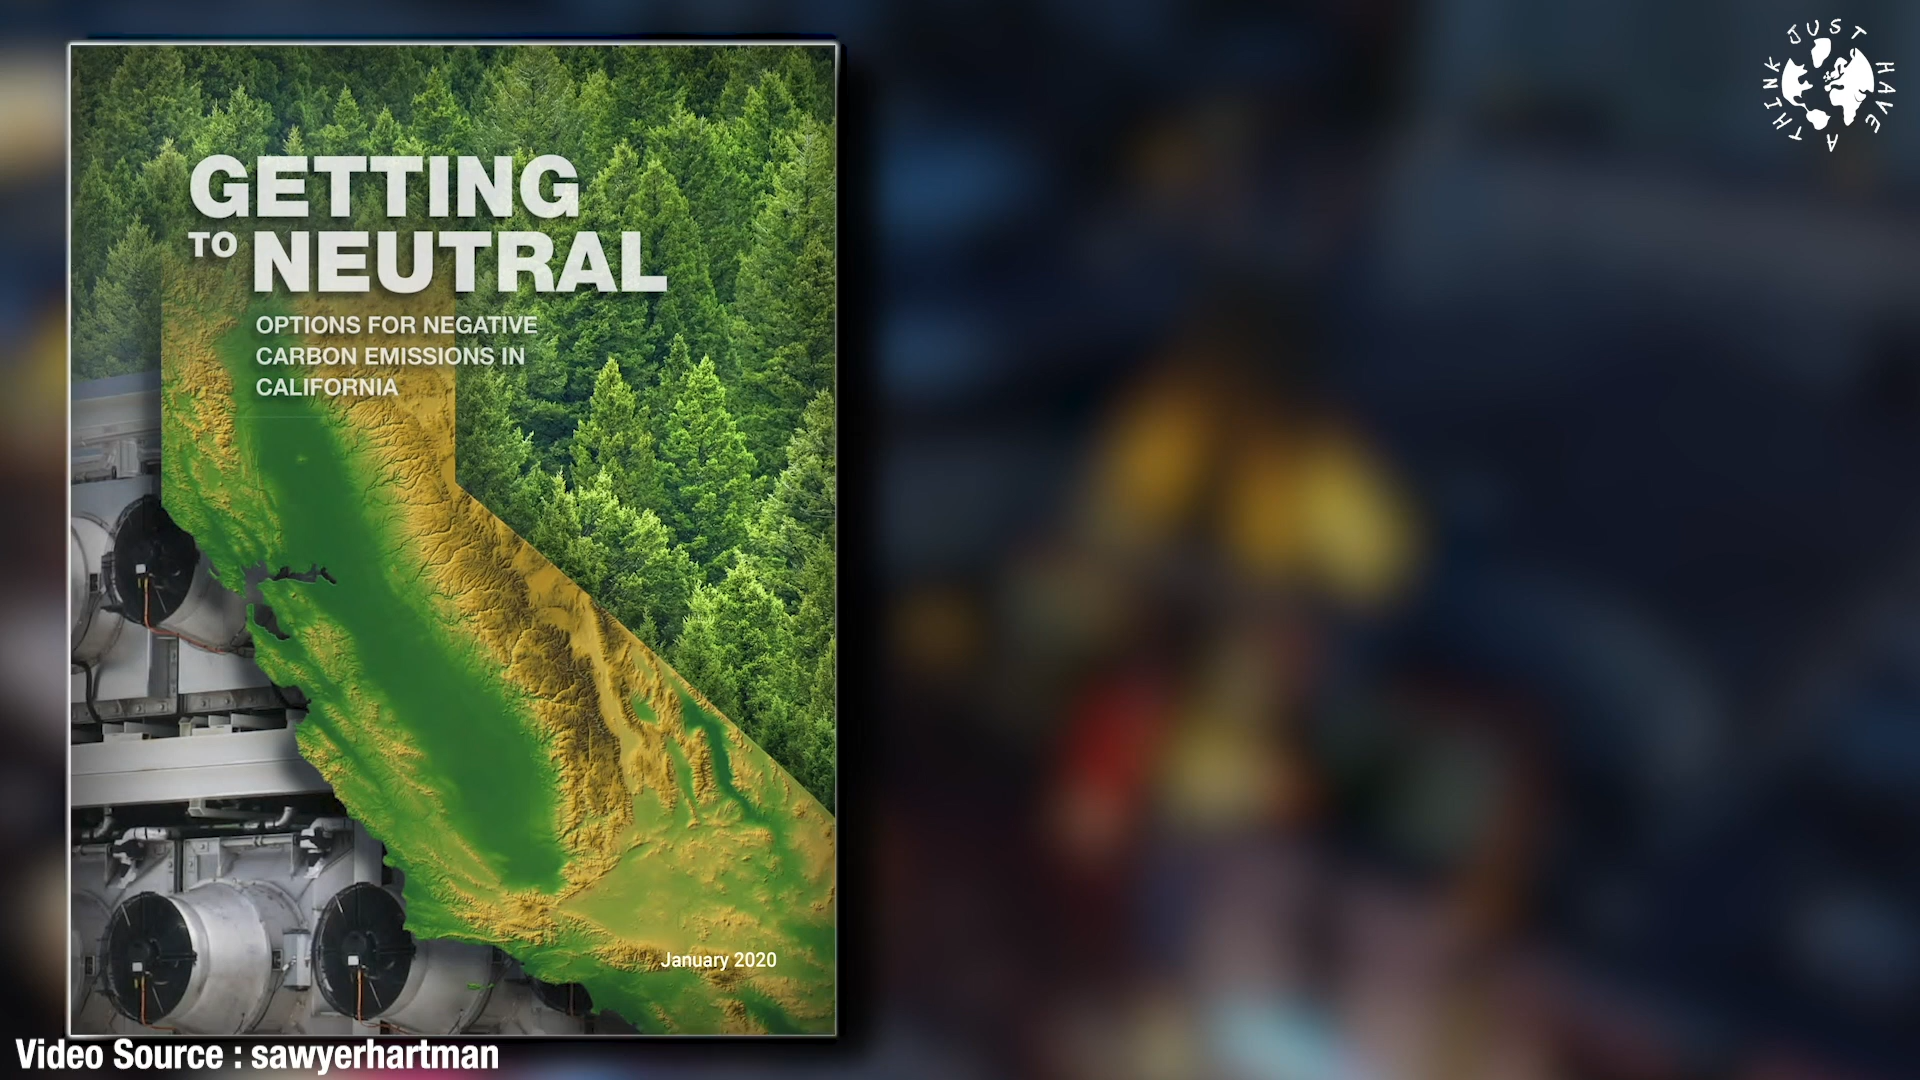 GETTING
TO NEUTRAL
OPTIONS FOR NEGATIVE
CARBON EMISSIONS IN
CALIFORNIA
January 2020
JUST HAVE A THINK
Video Source : sawyerhartman